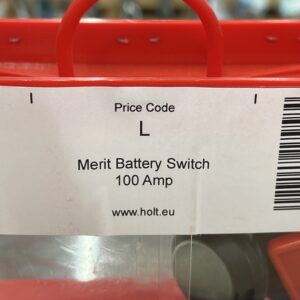 Price Code
L
Merit Battery Switch
100 Amp
www.holt.eu